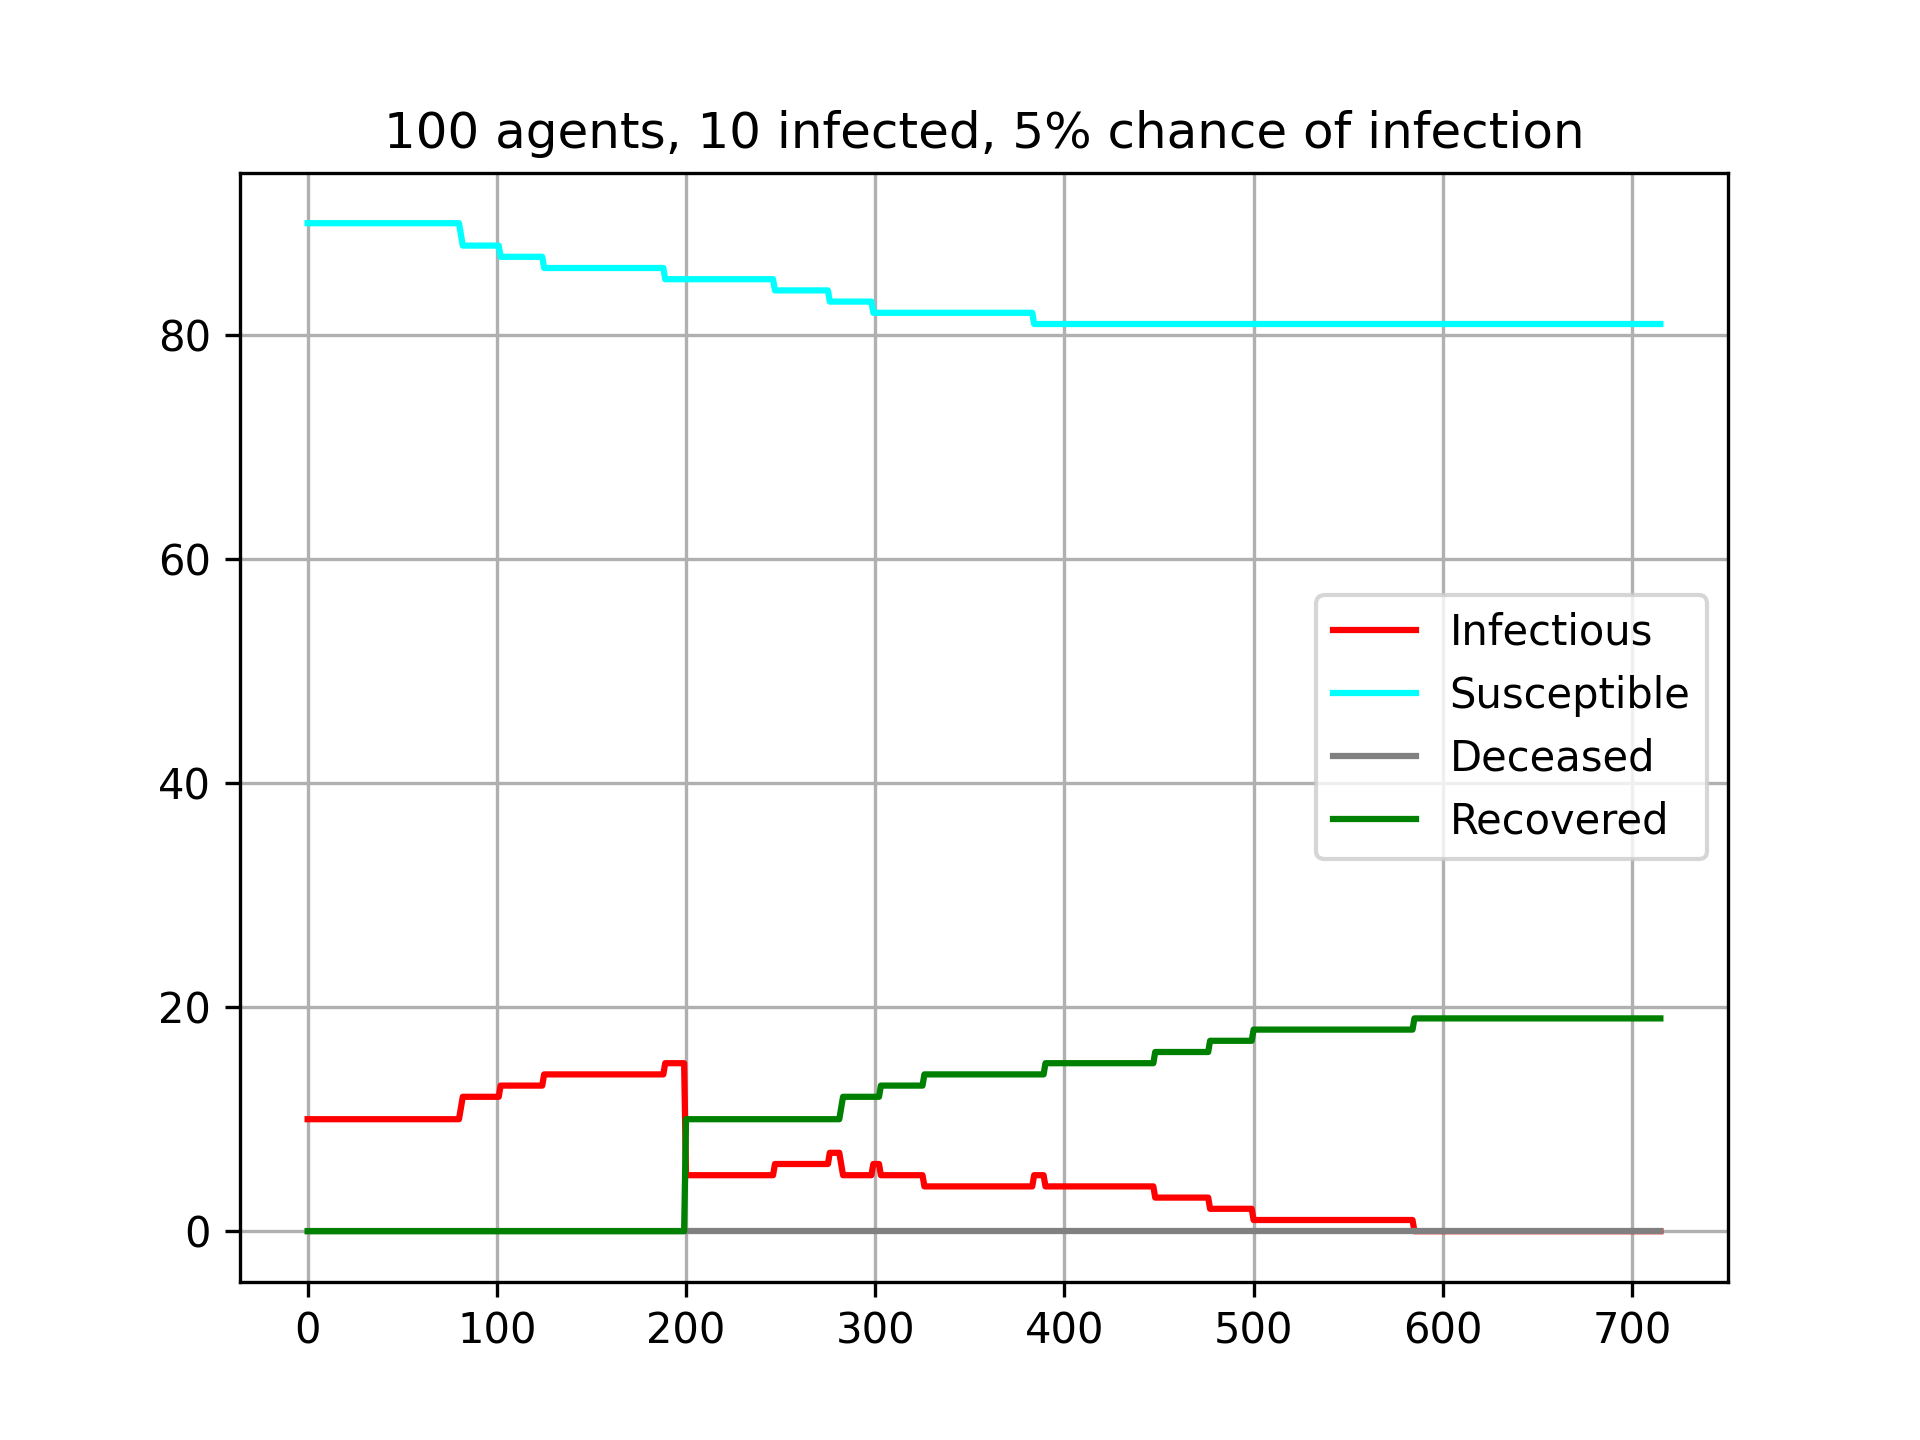 100 agents, 10 infected, 5% chance of infection
80
60
40
20
0
Infectious
Susceptible
Deceased
Recovered
0 100 200 300 400 500 600 700